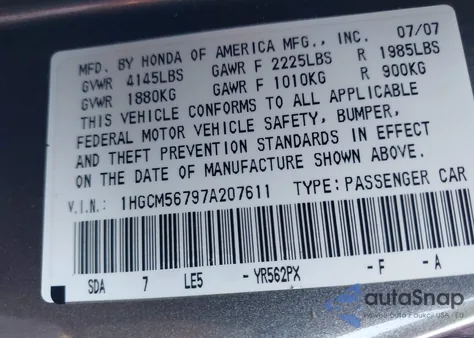 MFD. BY HONDA OF AMERICA MFG., INC. 07/07
GVWR 4145LBS GAWR F 2225LBS R 1985LBS
GVWR 1880KG GAWR F 1010KG R 900KG
THIS VEHICLE CONFORMS TO ALL APPLICABLE
FEDERAL MOTOR VEHICLE SAFETY, BUMPER,
AND THEFT PREVENTION STANDARDS IN EFFECT
ON THE DATE OF MANUFACTURE SHOWN ABOVE.
V.I.N.: 1HGCM56797A207611 TYPE: PASSENGER CAR
SDA 7 LE5 -YR562PX -F -A
autoSnap